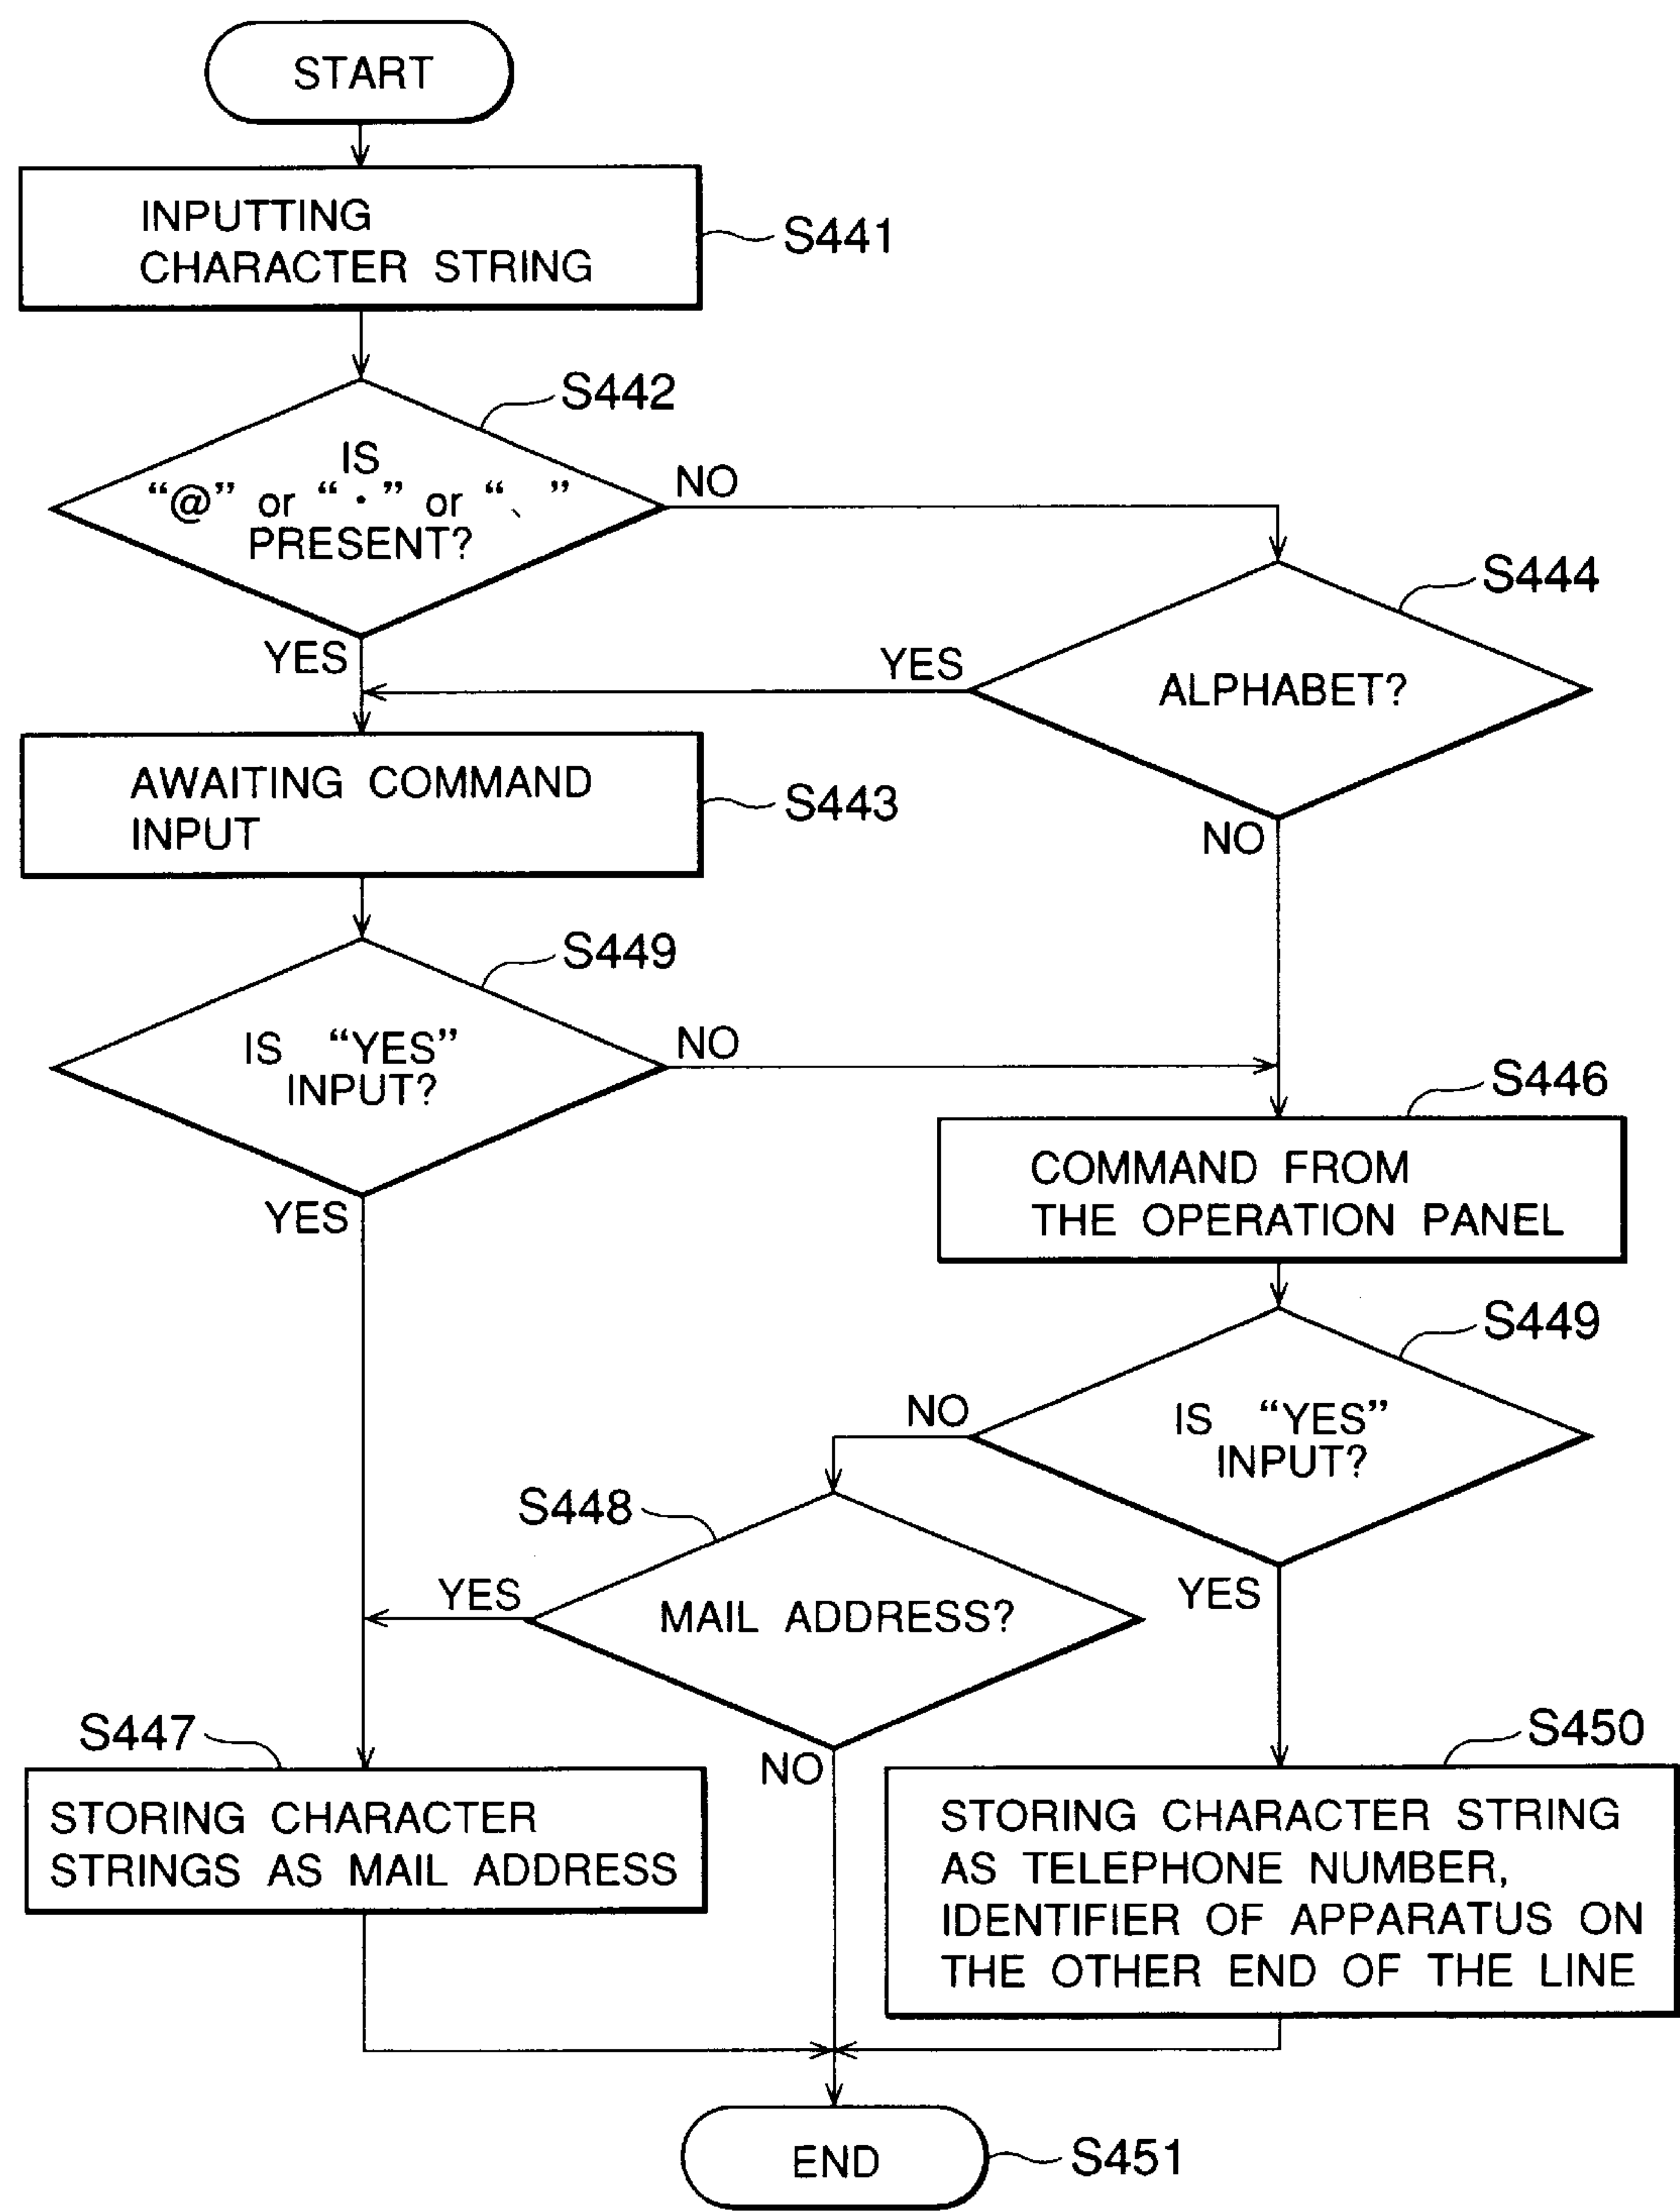 START
INPUTTING
CHARACTER STRING
S441
S442
IS
“@” or “・” or “、”
PRESENT?
NO
YES
S444
ALPHABET?
YES
NO
AWAITING COMMAND
INPUT
S443
S449
IS “YES”
INPUT?
NO
YES
S446
COMMAND FROM
THE OPERATION PANEL
S449
IS “YES”
INPUT?
NO
YES
S448
MAIL ADDRESS?
YES
NO
S447
STORING CHARACTER
STRINGS AS MAIL ADDRESS
S450
STORING CHARACTER STRING
AS TELEPHONE NUMBER,
IDENTIFIER OF APPARATUS ON
THE OTHER END OF THE LINE
END
S451